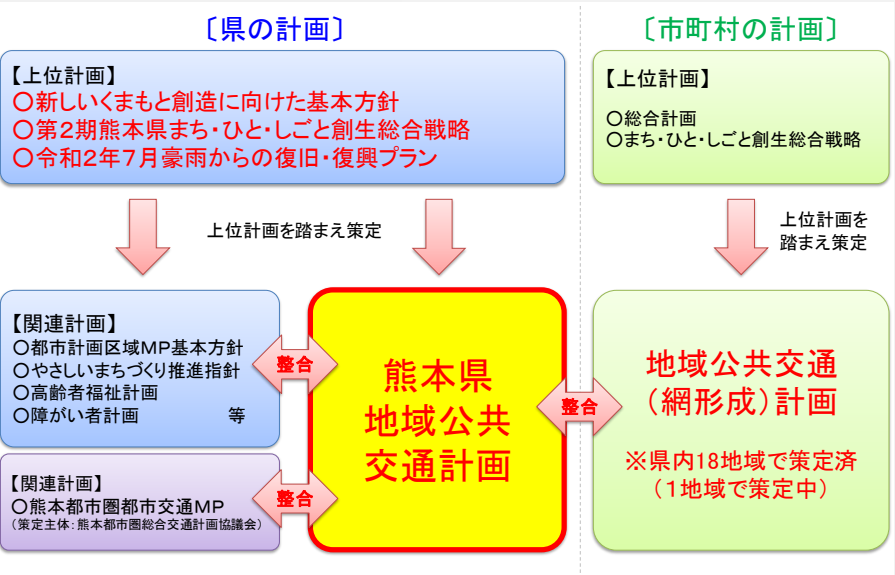 〔県の計画〕
【上位計画】
○新しいくまもと創造に向けた基本方針
○第2期熊本県まち・ひと・しごと創生総合戦略
○令和2年7月豪雨からの復旧・復興プラン
上位計画を踏まえ策定
【関連計画】
○都市計画区域MP基本方針
○やさしいまちづくり推進指針
○高齢者福祉計画
○障がい者計画　等
整合
【関連計画】
○熊本都市圏都市交通MP
(策定主体：熊本都市圏総合交通計画協議会)
整合
熊本県
地域公共
交通計画
整合
〔市町村の計画〕
【上位計画】
○総合計画
○まち・ひと・しごと創生総合戦略
上位計画を
踏まえ策定
地域公共交通
(網形成)計画
※県内18地域で策定済
(1地域で策定中)